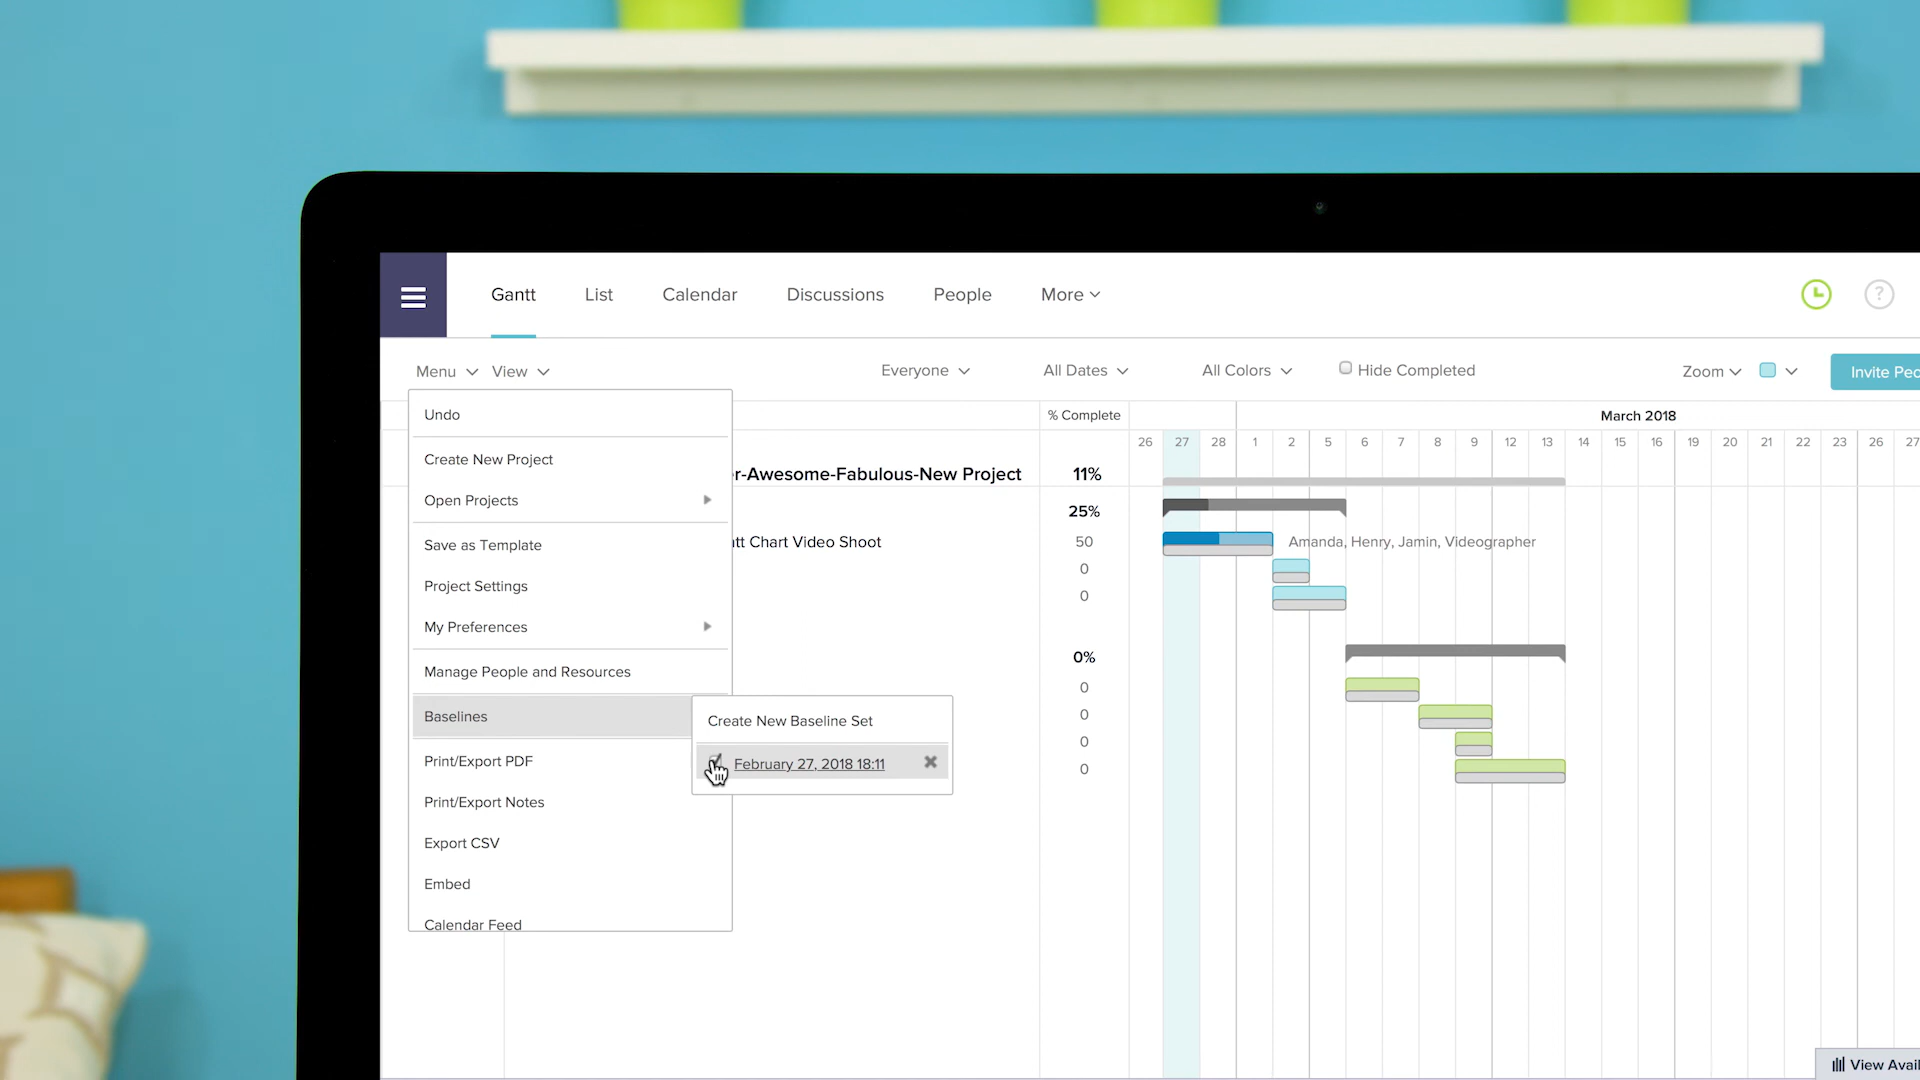 Gantt List Calendar Discussions People More
?
Menu View Everyone All Dates All Colors Hide Completed Zoom Invite Peo
Undo
Create New Project
Open Projects
Save as Template
Project Settings
My Preferences
Manage People and Resources
Baselines
Print/Export PDF
Print/Export Notes
Export CSV
Embed
Calendar Feed
Create New Baseline Set
February 27, 2018 18:11
% Complete
March 2018
26 27 28 1 2 5 6 7 8 9 12 13 14 15 16 19 20 21 22 23 26 27
r-Awesome-Fabulous-New Project 11%
25%
tt Chart Video Shoot 50 Amanda, Henry, Jamin, Videographer
0
0
0%
0
0
0
0
View Avail